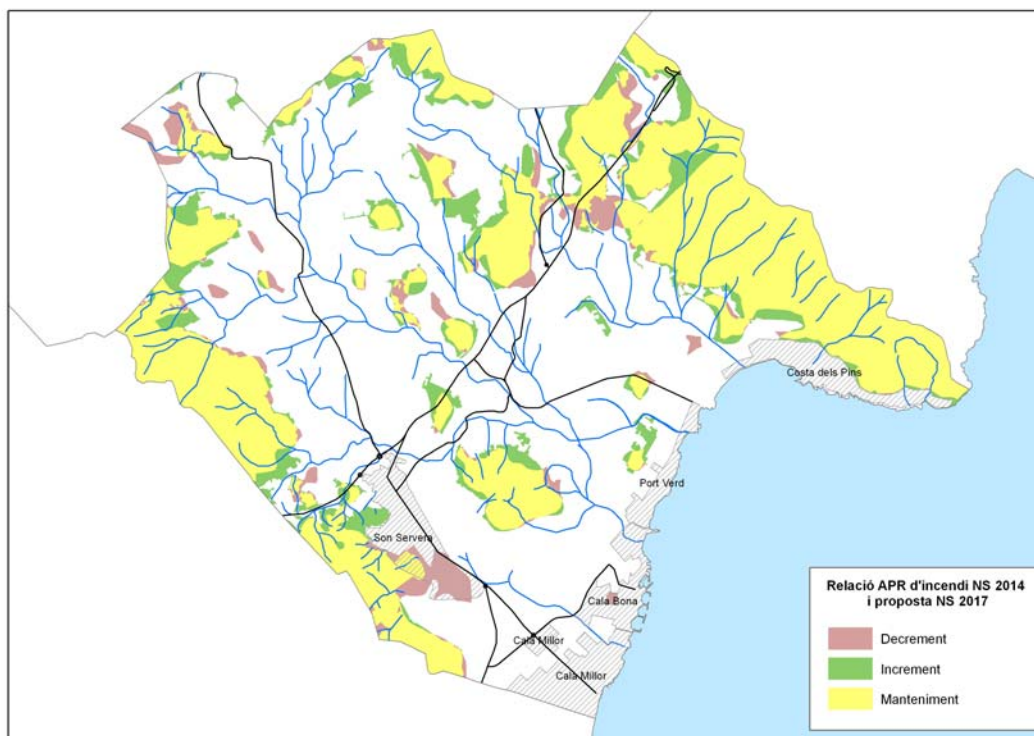 Costa dels Pins
Port Verd
Son Servera
Cala Bona
Cala Millor
Cala Millor
Relació APR d'incendi NS 2014
i proposta NS 2017
Decrement
Increment
Manteniment